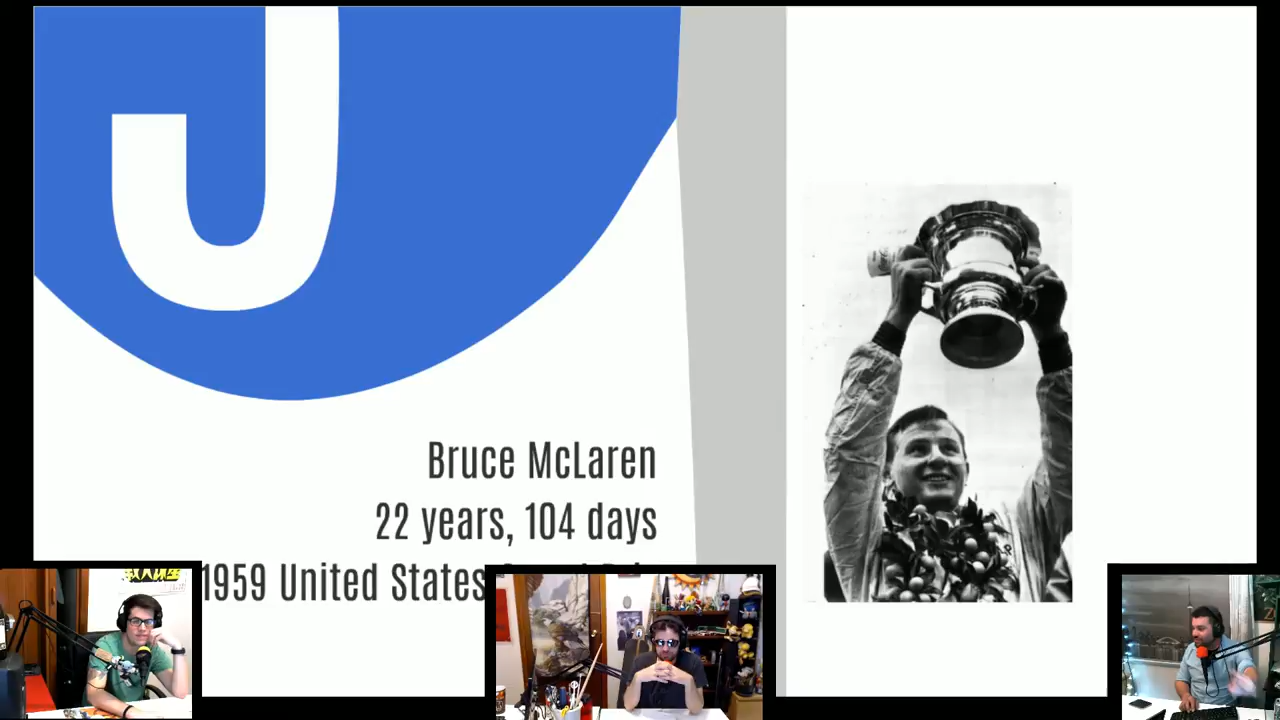 J
Bruce McLaren
22 years, 104 days
1959 United States